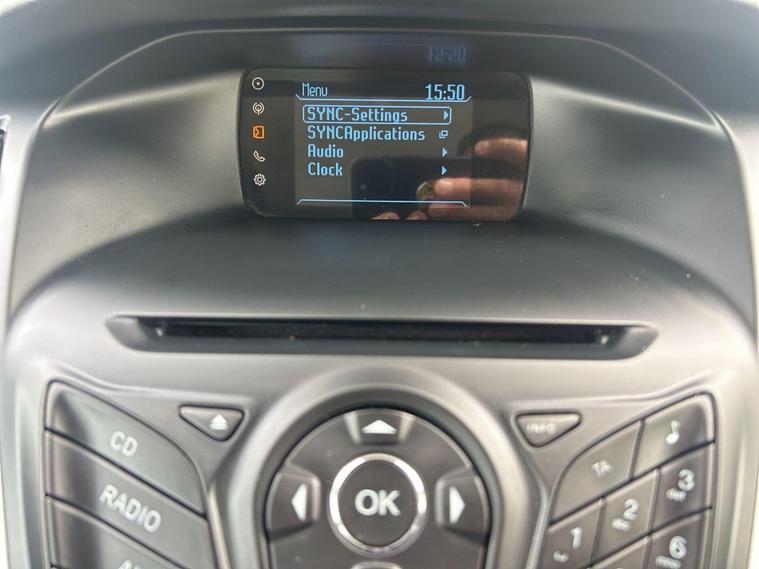 12:20
Menu 15:50
SYNC-Settings
SYNCApplications
Audio
Clock
CD
INFO
TA
RADIO
OK
3
2
1
6